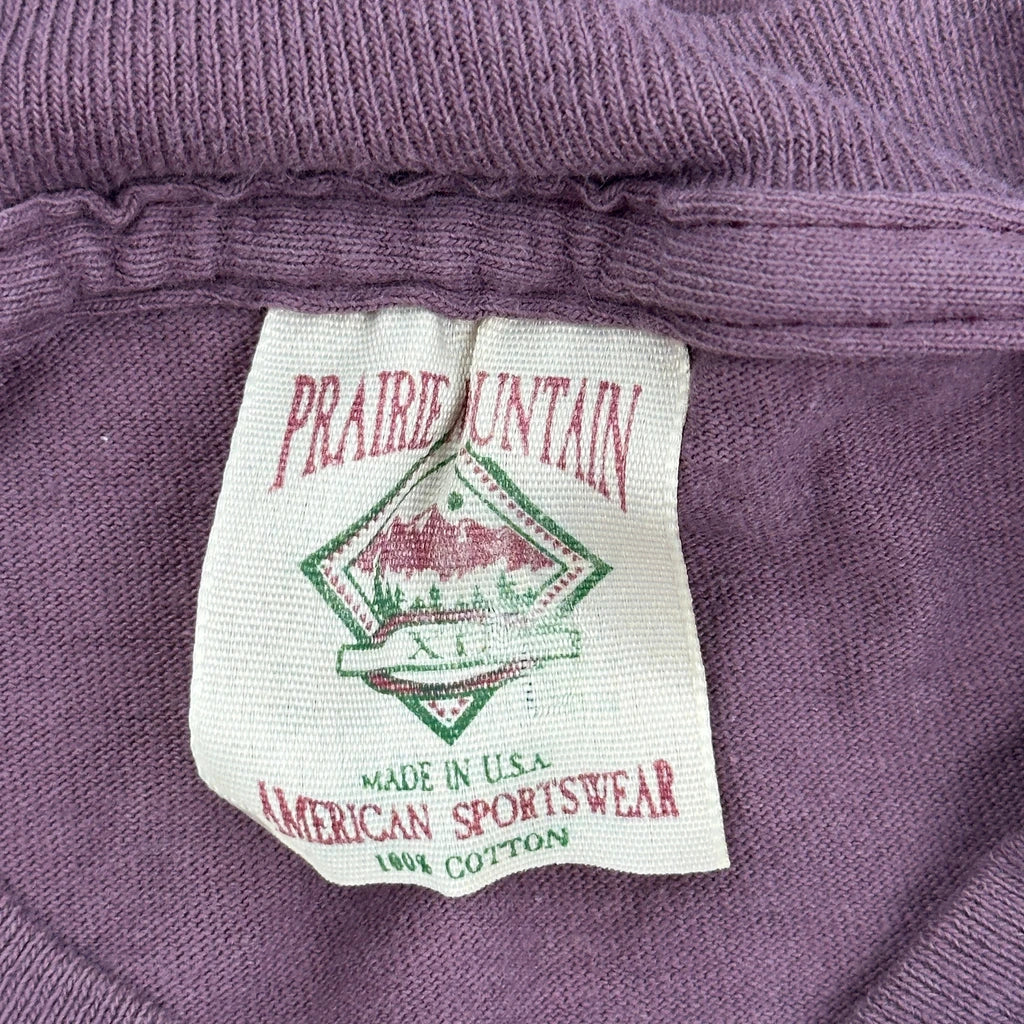 PRAIRIE UNTAIN
XL
MADE IN U.S.A
AMERICAN SPORTSWEAR
100% COTTON